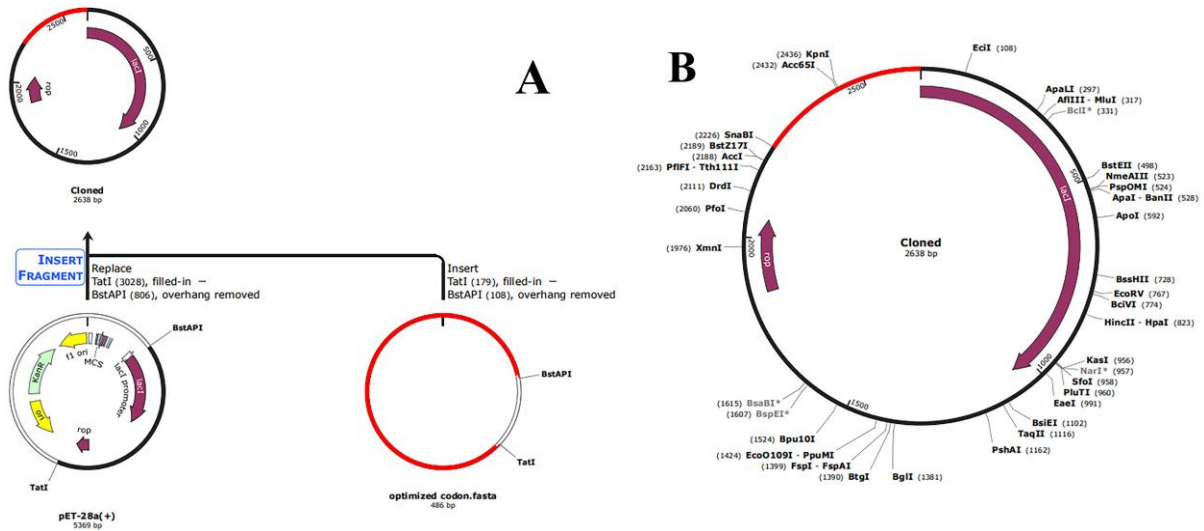 A
2500
500
lacI
rop
2000
1000
1500
Cloned
2638 bp
INSERT
FRAGMENT
Replace
TatI (3028), filled-in –
BstAPI (806), overhang removed
Insert
TatI (179), filled-in –
BstAPI (108), overhang removed
BstAPI
f1 ori
MCS
KanR
lacI promoter
lacI
ori
rop
TatI
pET-28a(+)
5369 bp
BstAPI
TatI
optimized codon.fasta
486 bp
B
(2436) KpnI
(2432) Acc65I
EciI (108)
2500
ApaLI (297)
AflIII - MluI (317)
BclI* (331)
(2226) SnaBI
(2189) BstZ17I
(2188) AccI
(2163) PflFI - Tth111I
(2111) DrdI
(2060) PfoI
(1976) XmnI
BstEII (498)
NmeAIII (523)
PspOMI (524)
ApaI - BanII (528)
ApoI (592)
500
lacI
2000
rop
Cloned
2638 bp
BssHII (728)
EcoRV (767)
BciVI (774)
HincII - HpaI (823)
KasI (956)
NarI* (957)
SfoI (958)
PluTI (960)
EaeI (991)
1000
BsiEI (1102)
TaqII (1116)
PshAI (1162)
(1615) BsaBI*
(1607) BspEI*
1500
(1524) Bpu10I
(1424) EcoO109I - PpuMI
(1399) FspI - FspAI
(1390) BtgI
BglI (1381)